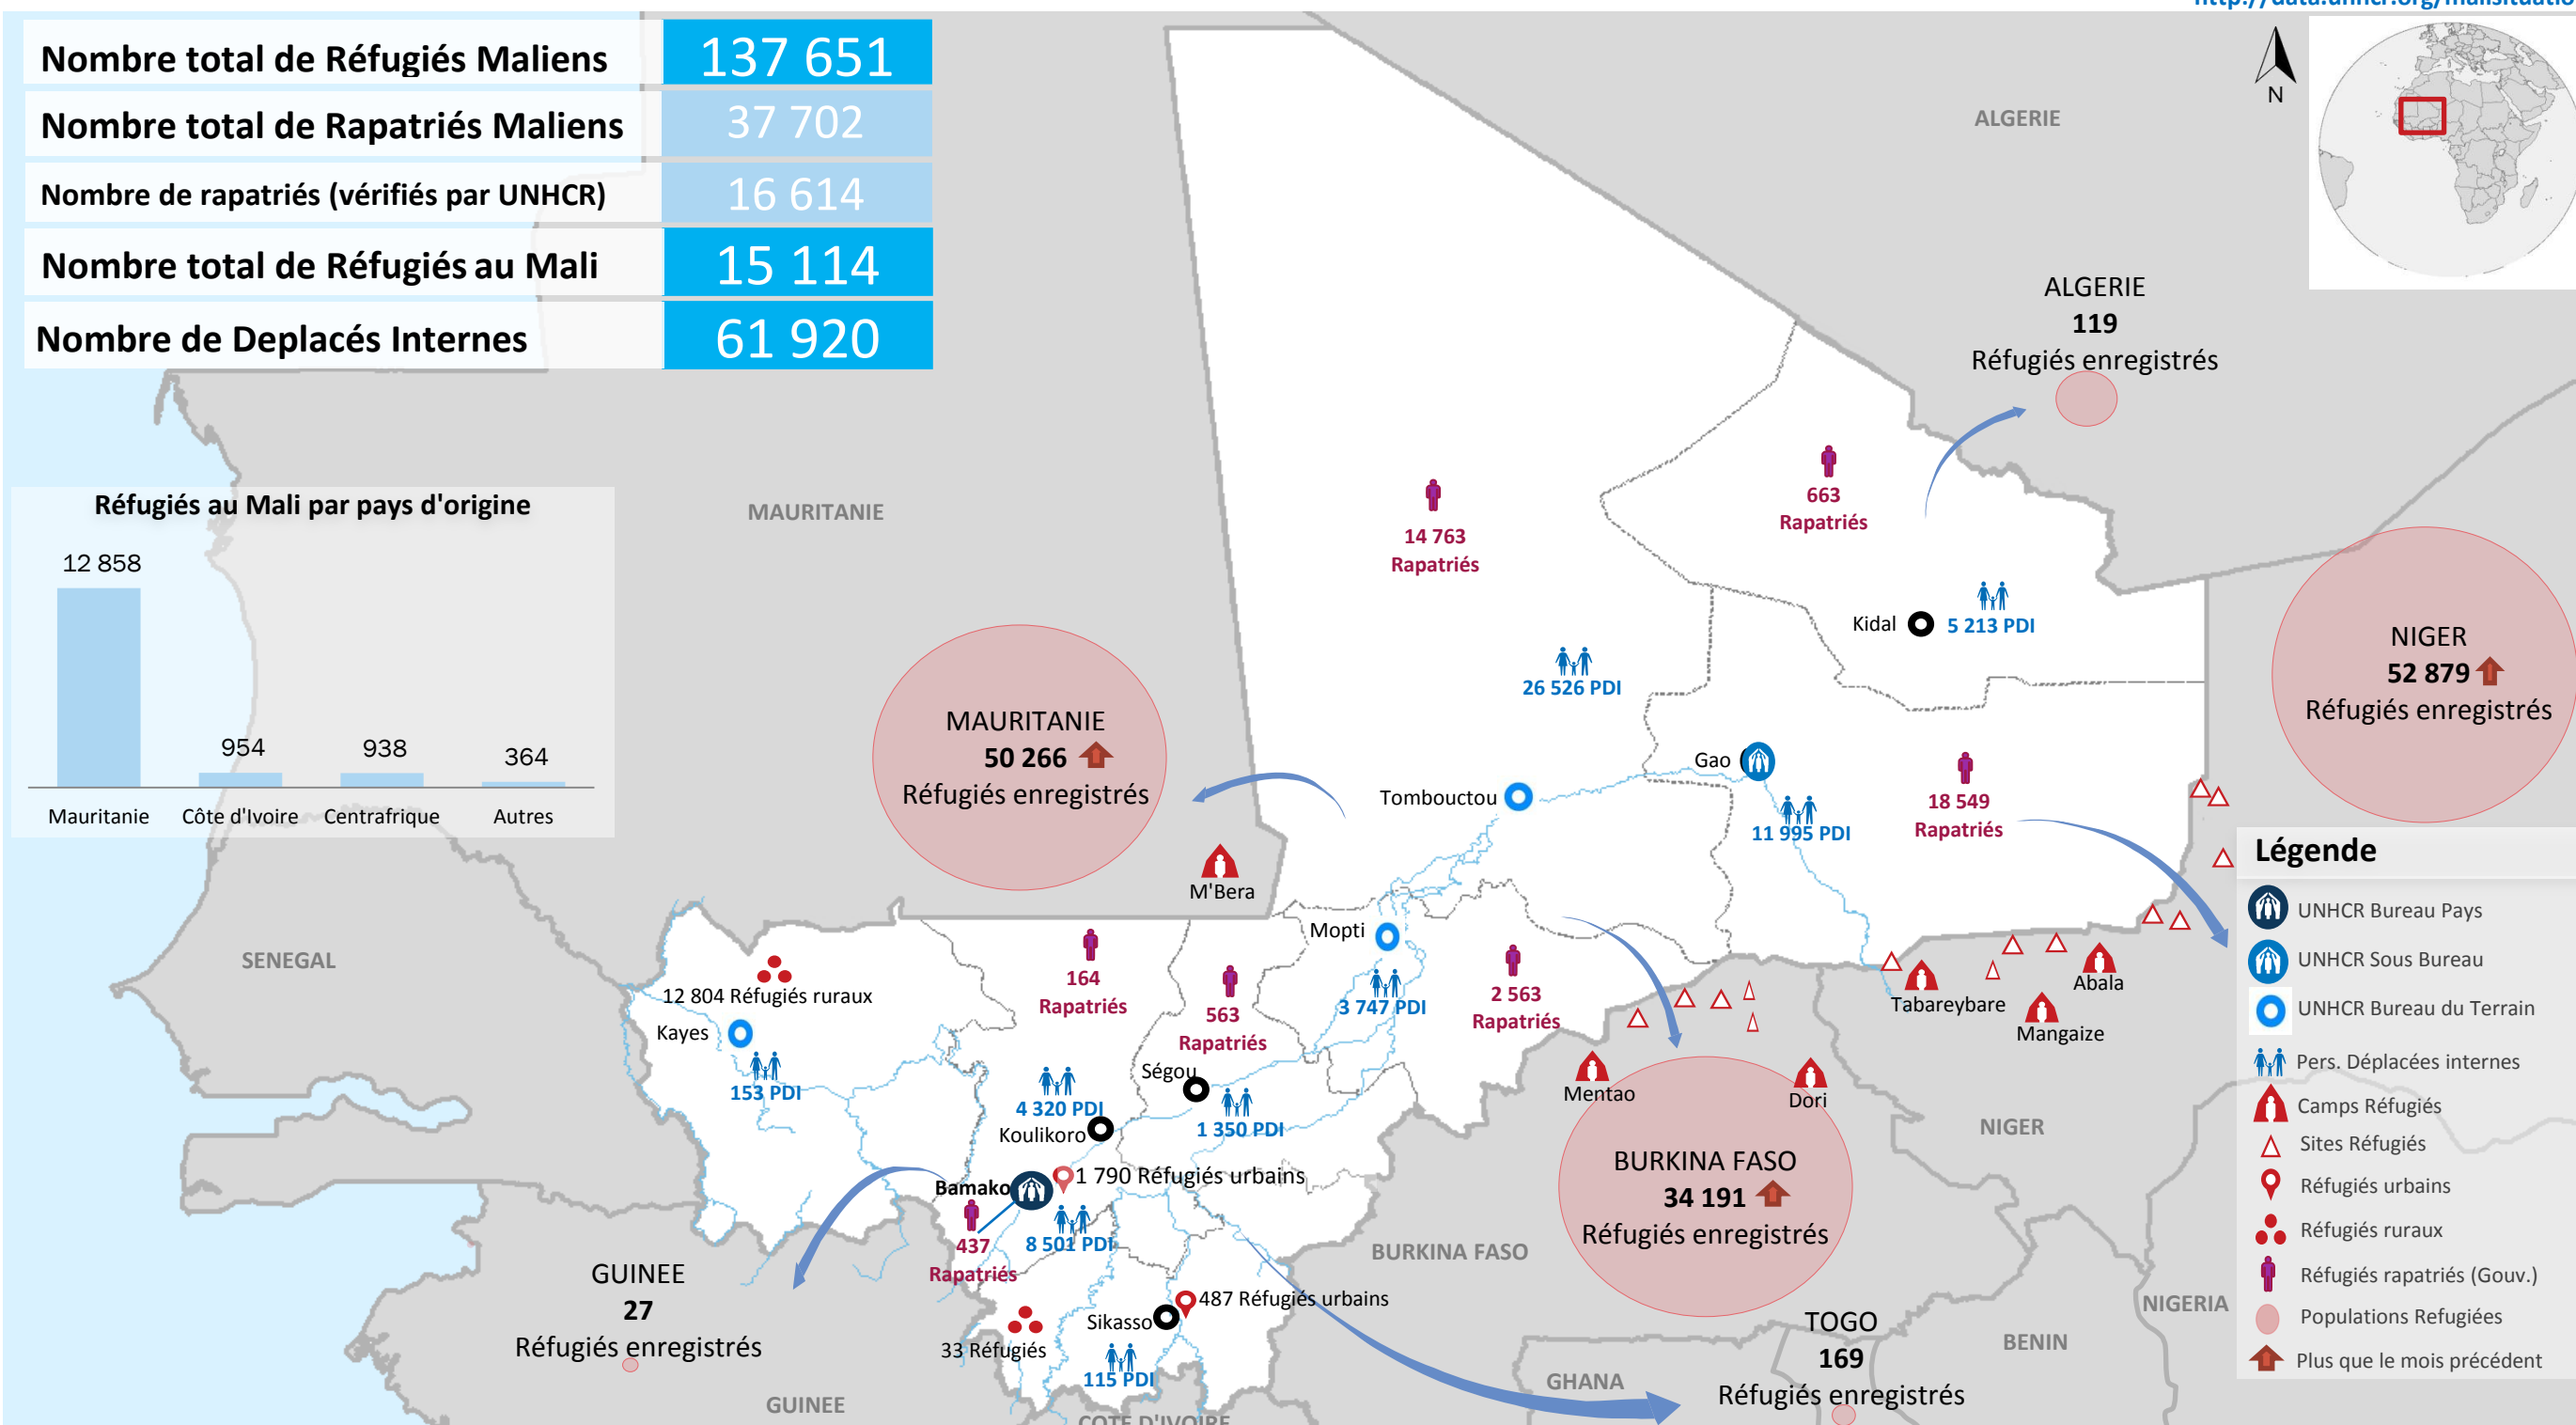 Nombre total de Réfugiés Maliens 137 651
Nombre total de Rapatriés Maliens 37 702
Nombre de rapatriés (vérifiés par UNHCR) 16 614
Nombre total de Réfugiés au Mali 15 114
Nombre de Deplacés Internes 61 920
N
ALGERIE
ALGERIE
119
Réfugiés enregistrés
Réfugiés au Mali par pays d'origine
12 858
954
938
364
Mauritanie
Côte d'Ivoire
Centrafrique
Autres
MAURITANIE
14 763
Rapatriés
663
Rapatriés
Kidal
5 213 PDI
26 526 PDI
NIGER
52 879
Réfugiés enregistrés
MAURITANIE
50 266
Réfugiés enregistrés
M'Bera
Tombouctou
Gao
11 995 PDI
18 549
Rapatriés
SENEGAL
12 804 Réfugiés ruraux
Kayes
153 PDI
164
Rapatriés
563
Rapatriés
Mopti
3 747 PDI
2 563
Rapatriés
Ségou
1 350 PDI
4 320 PDI
Koulikoro
Bamako
1 790 Réfugiés urbains
437
Rapatriés
8 501 PDI
Tabareybare
Abala
Mangaize
Mentao
Dori
NIGER
BURKINA FASO
34 191
Réfugiés enregistrés
BURKINA FASO
GUINEE
27
Réfugiés enregistrés
GUINEE
33 Réfugiés
Sikasso
487 Réfugiés urbains
115 PDI
COTE D'IVOIRE
GHANA
TOGO
169
Réfugiés enregistrés
BENIN
NIGERIA
Légende
UNHCR Bureau Pays
UNHCR Sous Bureau
UNHCR Bureau du Terrain
Pers. Déplacées internes
Camps Réfugiés
Sites Réfugiés
Réfugiés urbains
Réfugiés ruraux
Réfugiés rapatriés (Gouv.)
Populations Refugiées
Plus que le mois précédent